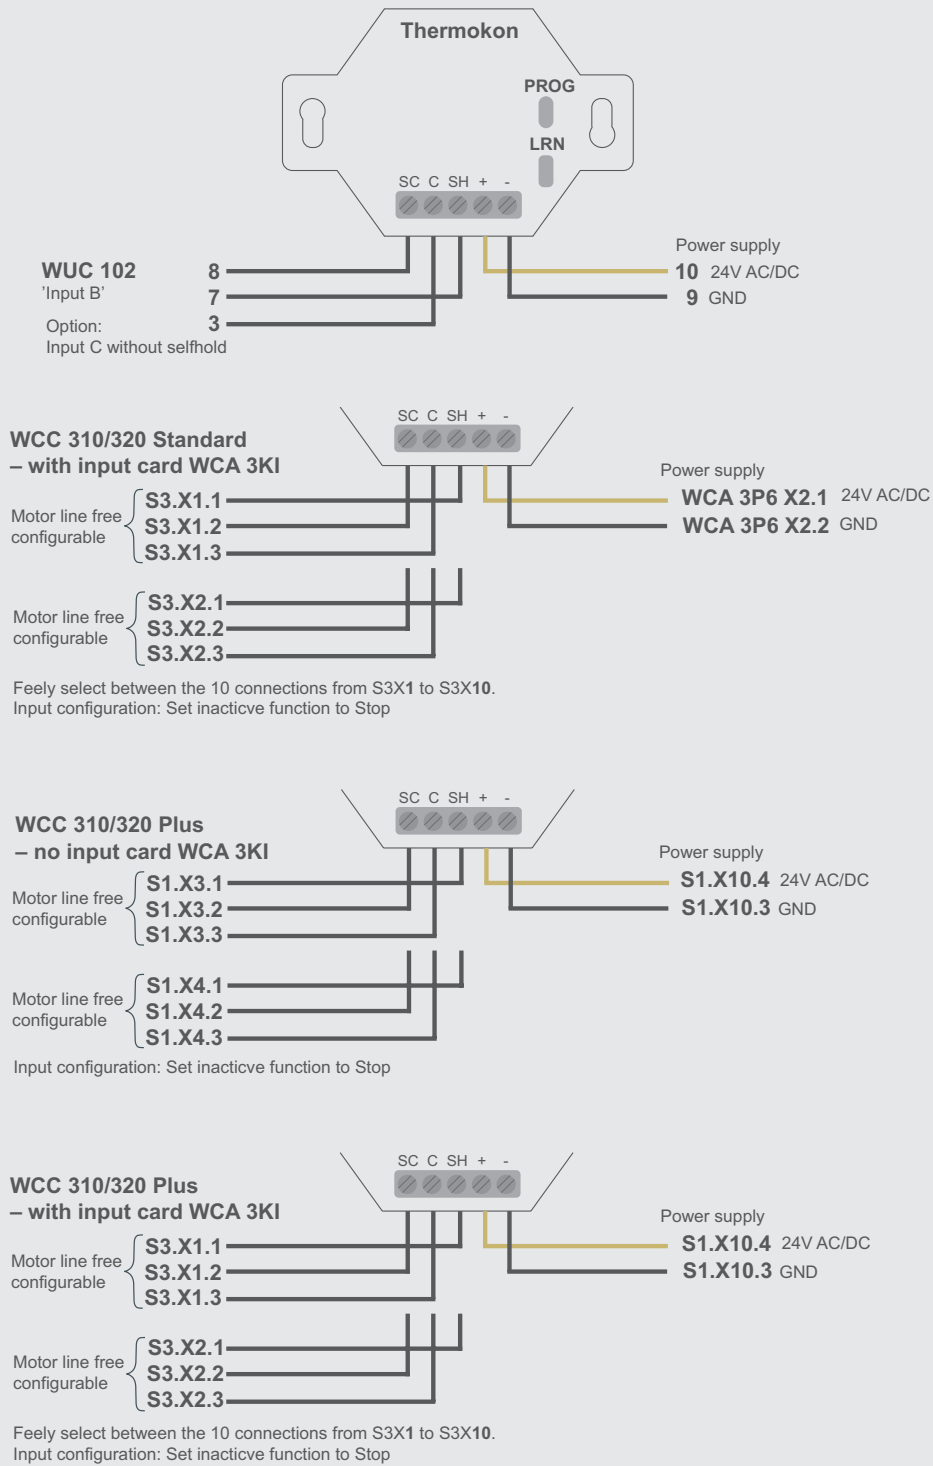 Thermokon
PROG
LRN
SC C SH + -
Power supply
WUC 102 8
10 24V AC/DC
'Input B' 7
9 GND
Option: 3
Input C without selfhold
SC C SH + -
WCC 310/320 Standard
– with input card WCA 3KI
Power supply
S3.X1.1
WCA 3P6 X2.1 24V AC/DC
Motor line free
configurable
S3.X1.2
WCA 3P6 X2.2 GND
S3.X1.3
S3.X2.1
Motor line free
configurable
S3.X2.2
S3.X2.3
Feely select between the 10 connections from S3X1 to S3X10.
Input configuration: Set inacticve function to Stop
SC C SH + -
WCC 310/320 Plus
– no input card WCA 3KI
Power supply
S1.X3.1
S1.X10.4 24V AC/DC
Motor line free
configurable
S1.X3.2
S1.X10.3 GND
S1.X3.3
S1.X4.1
Motor line free
configurable
S1.X4.2
S1.X4.3
Input configuration: Set inacticve function to Stop
SC C SH + -
WCC 310/320 Plus
– with input card WCA 3KI
Power supply
S3.X1.1
S1.X10.4 24V AC/DC
Motor line free
configurable
S3.X1.2
S1.X10.3 GND
S3.X1.3
S3.X2.1
Motor line free
configurable
S3.X2.2
S3.X2.3
Feely select between the 10 connections from S3X1 to S3X10.
Input configuration: Set inacticve function to Stop